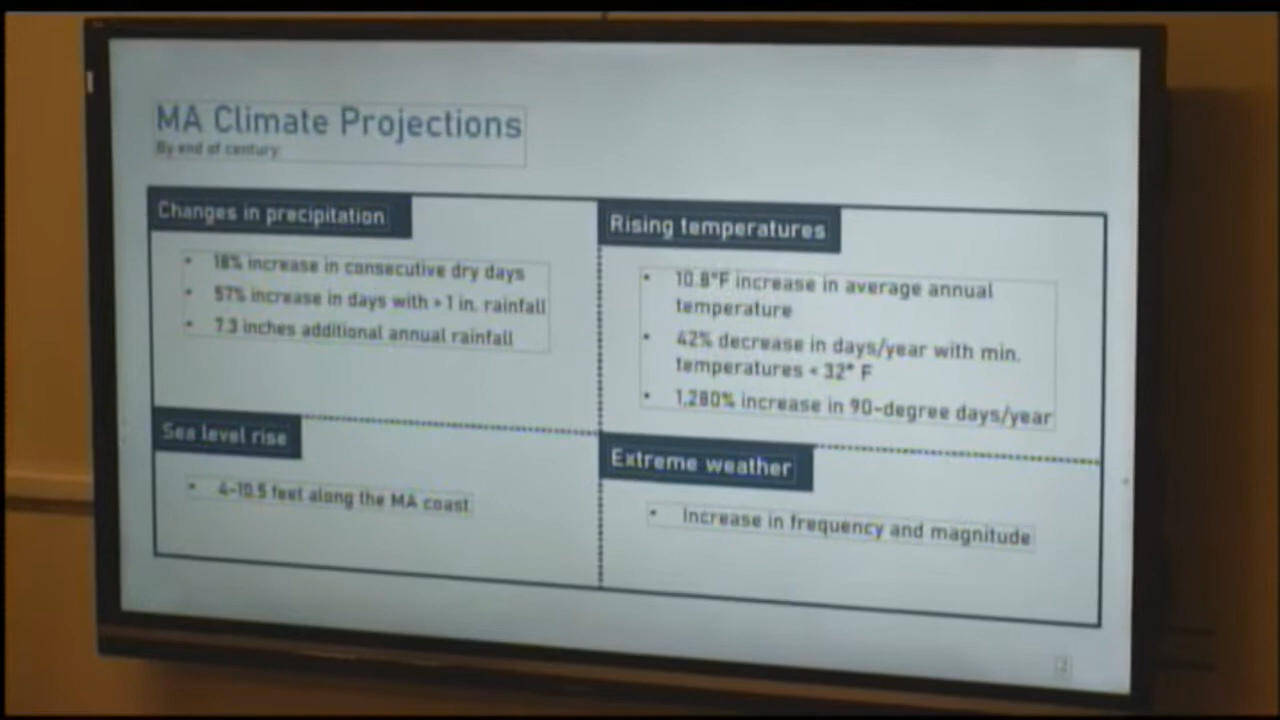 MA Climate Projections
By end of century:
Changes in precipitation
• 18% increase in consecutive dry days
• 57% increase in days with > 1 in. rainfall
• 7.3 inches additional annual rainfall
Rising temperatures
• 10.8°F increase in average annual
temperature
• 42% decrease in days/year with min.
temperatures < 32° F
• 1,280% increase in 90-degree days/year
Sea level rise
• 4-10.5 feet along the MA coast
Extreme weather
• Increase in frequency and magnitude